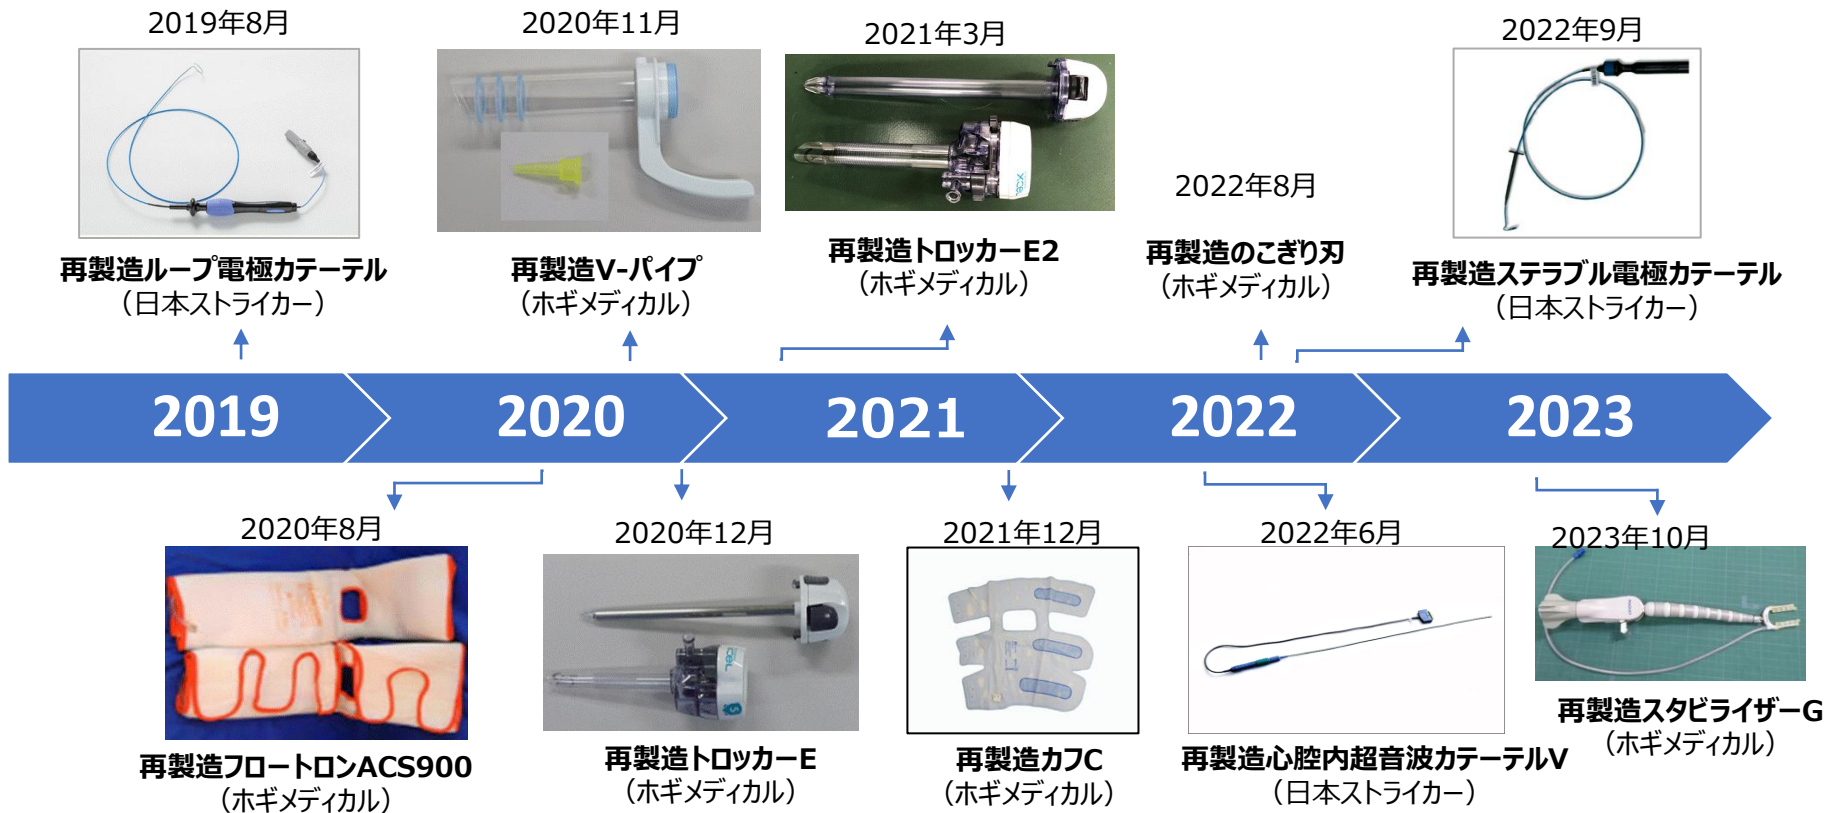 2019年8月
再製造ループ電極カテーテル
（日本ストライカー）
2020年11月
再製造V-パイプ
（ホギメディカル）
2021年3月
xcel
再製造トロッカーE2
（ホギメディカル）
2022年8月
再製造のこぎり刃
（ホギメディカル）
2022年9月
再製造ステラブル電極カテーテル
（日本ストライカー）
2019
2020
2021
2022
2023
2020年8月
再製造フロートロンACS900
（ホギメディカル）
2020年12月
xcel
5
再製造トロッカーE
（ホギメディカル）
2021年12月
再製造カフC
（ホギメディカル）
2022年6月
再製造心腔内超音波カテーテルV
（日本ストライカー）
2023年10月
再製造スタビライザーG
（ホギメディカル）